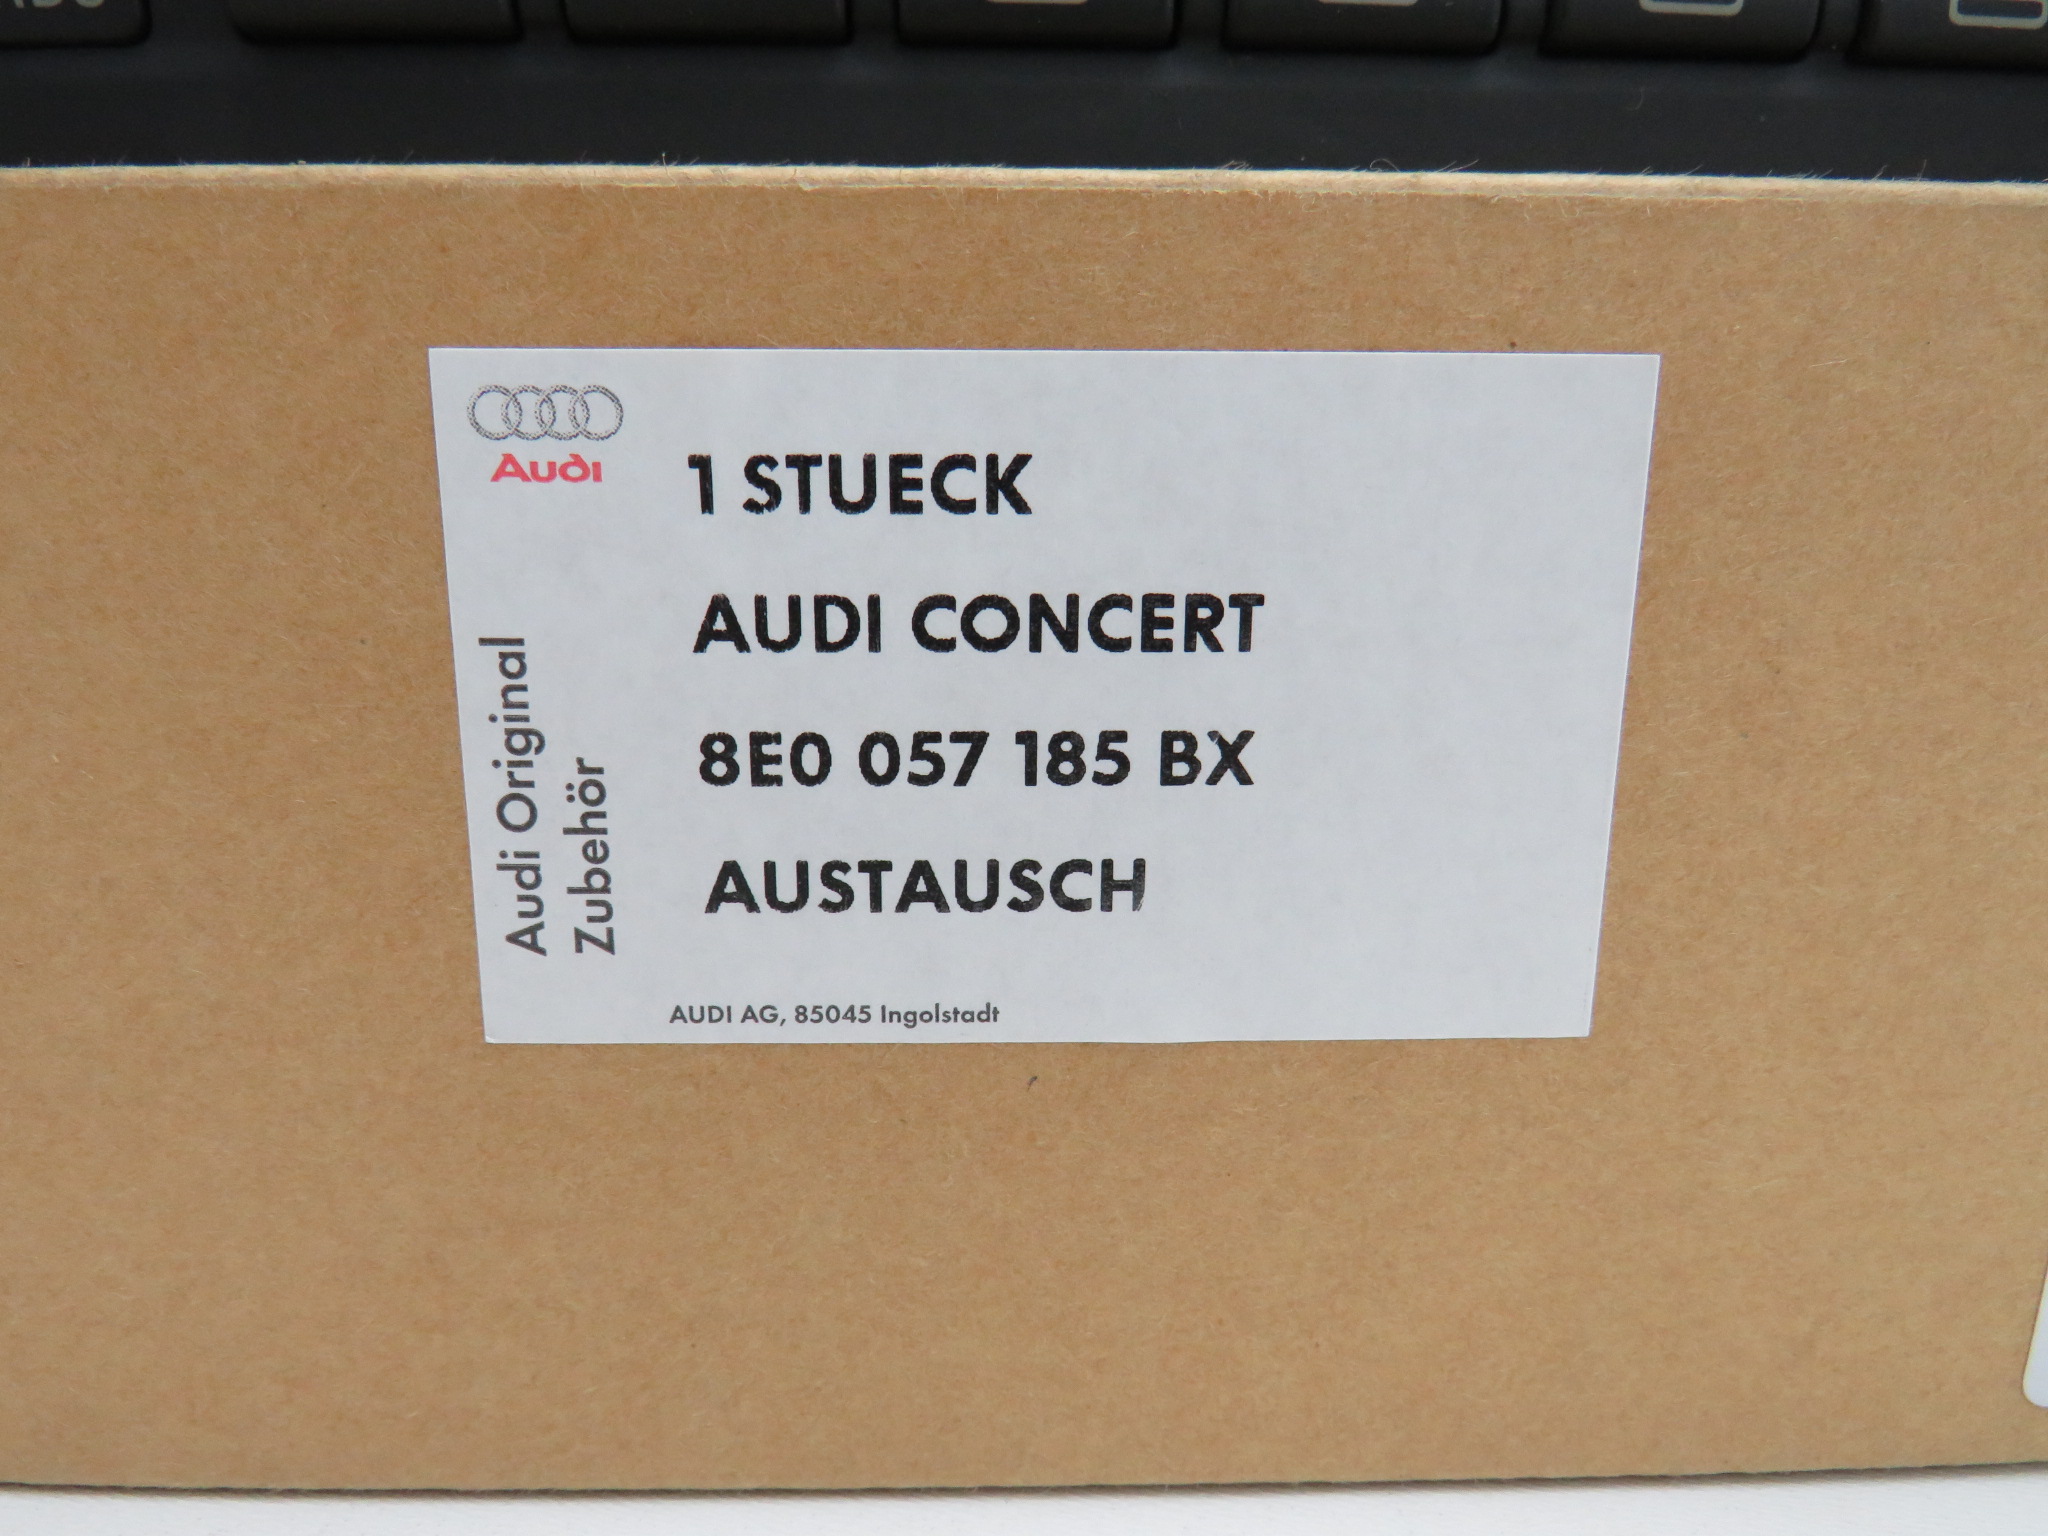 Audi
1 STUECK
AUDI CONCERT
8E0 057 185 BX
AUSTAUSCH
Audi Original
Zubehör
AUDI AG, 85045 Ingolstadt